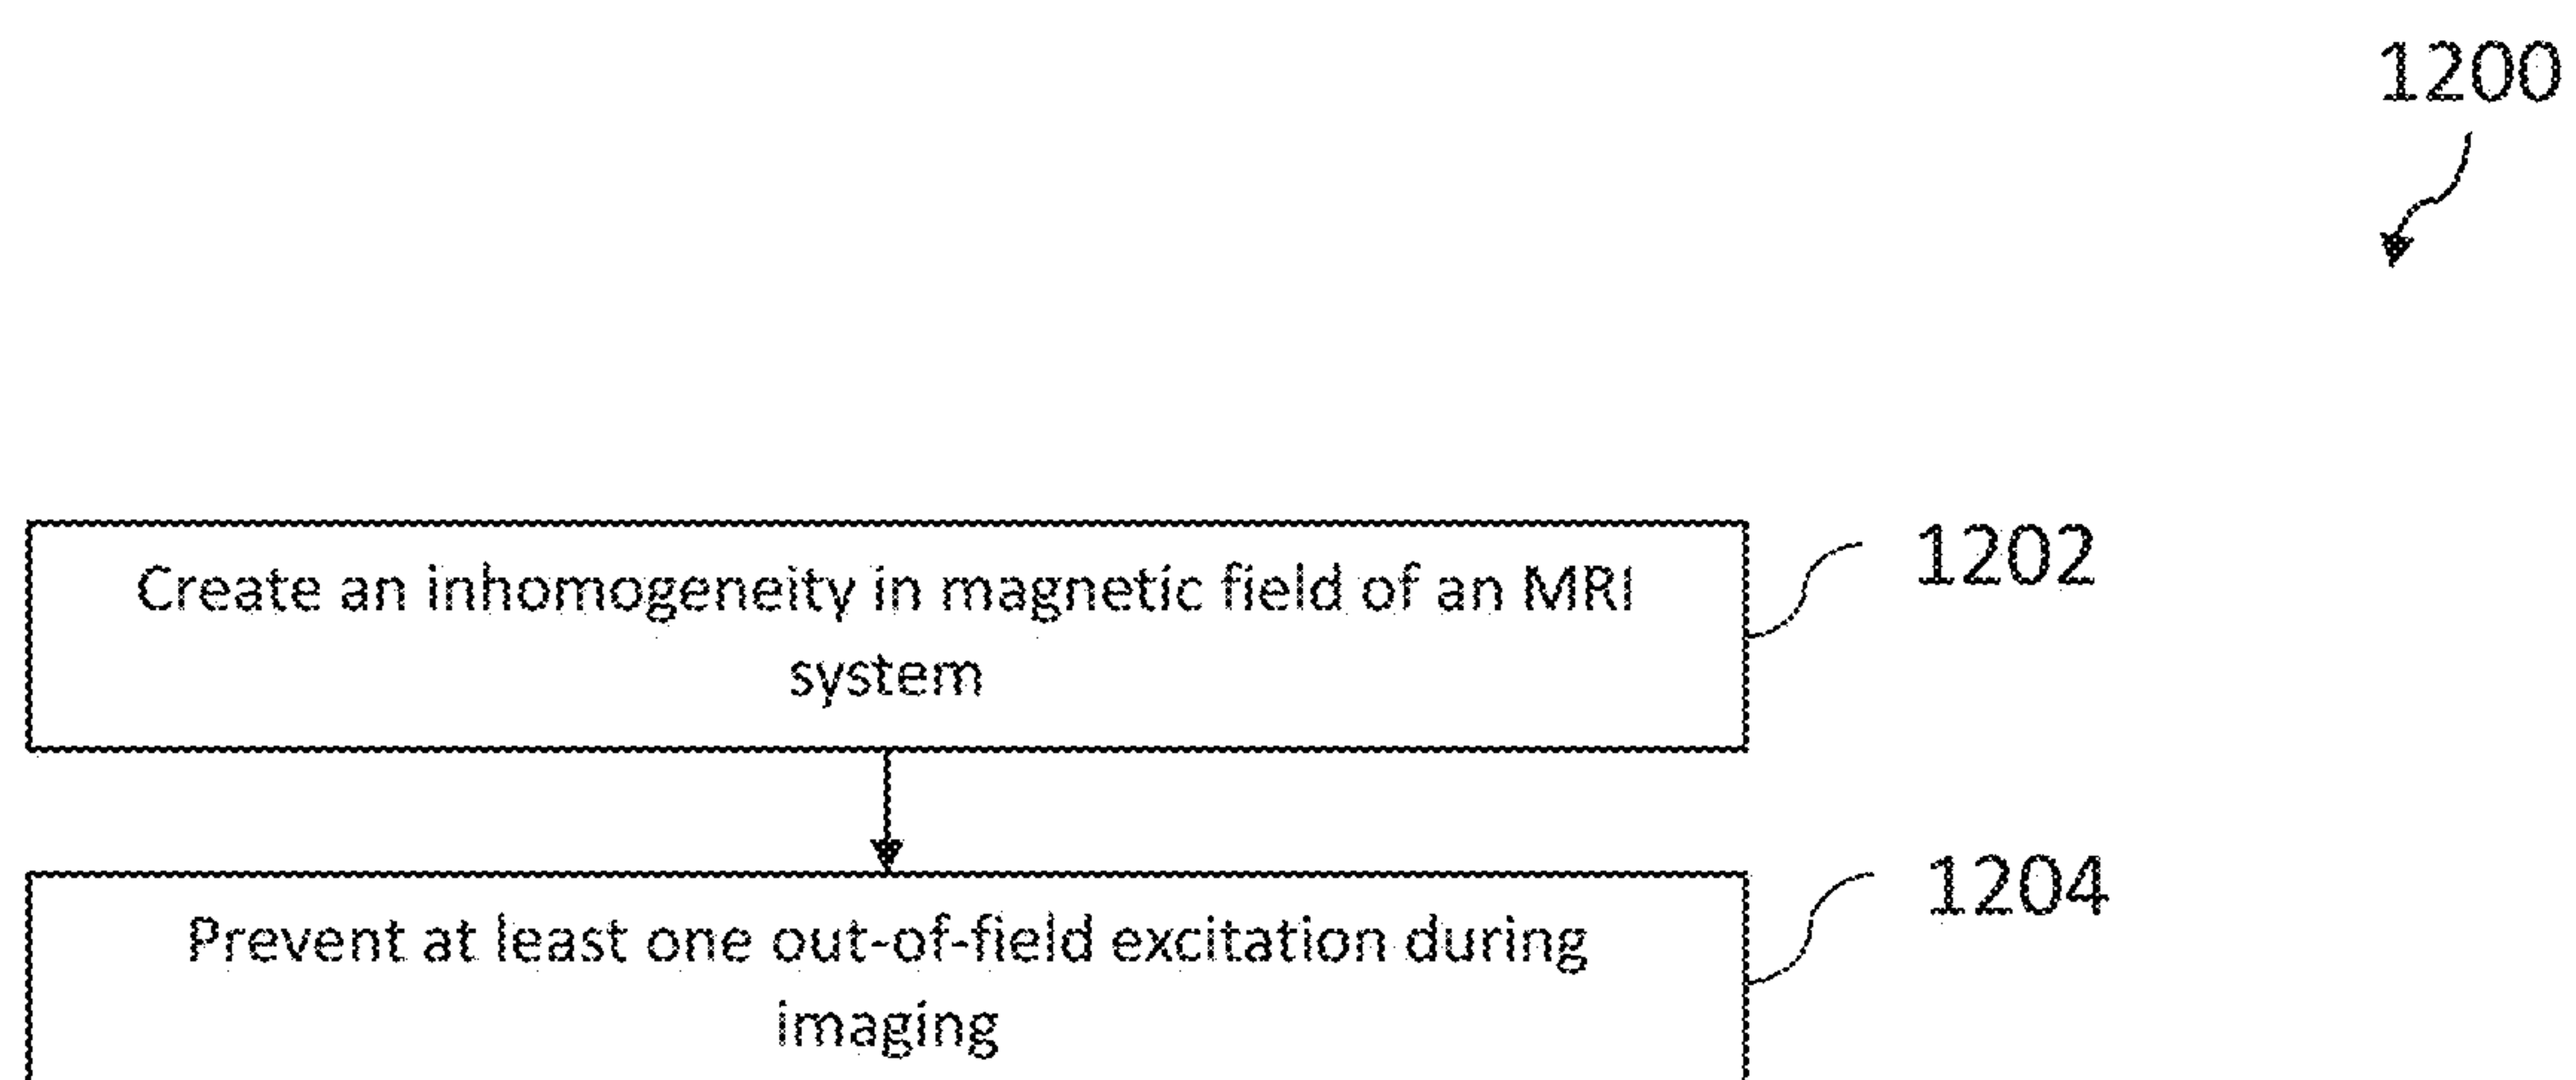 1200
Create an inhomogeneity in magnetic field of an MRI
system
1202
Prevent at least one out-of-field excitation during
imaging
1204